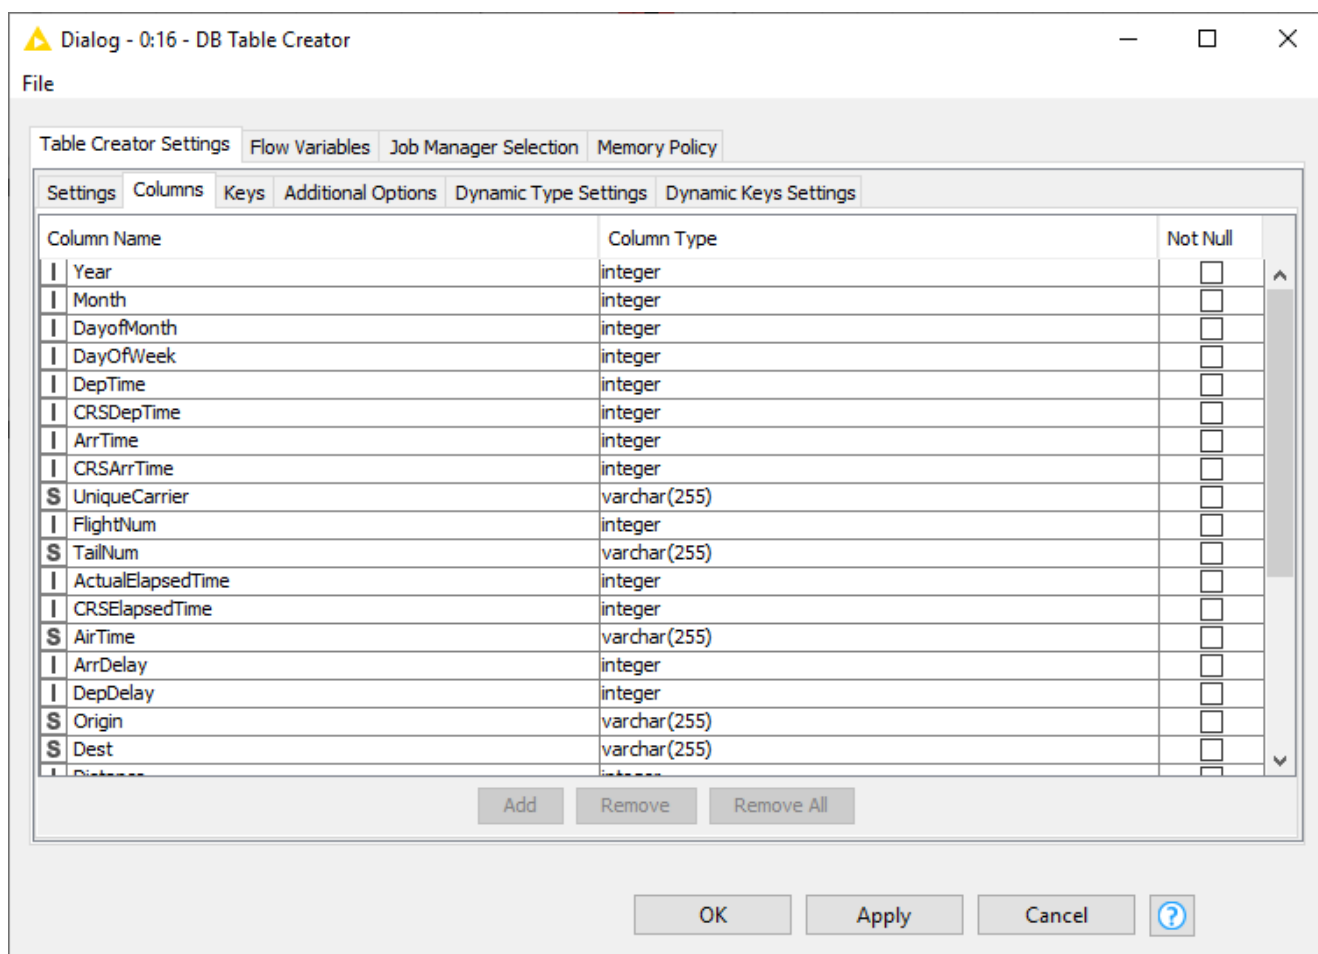 Dialog - 0:16 - DB Table Creator
File
Table Creator Settings Flow Variables Job Manager Selection Memory Policy
Settings Columns Keys Additional Options Dynamic Type Settings Dynamic Keys Settings
Column Name Column Type Not Null
I Year integer
I Month integer
I DayofMonth integer
I DayOfWeek integer
I DepTime integer
I CRSDepTime integer
I ArrTime integer
I CRSArrTime integer
S UniqueCarrier varchar(255)
I FlightNum integer
S TailNum varchar(255)
I ActualElapsedTime integer
I CRSElapsedTime integer
S AirTime varchar(255)
I ArrDelay integer
I DepDelay integer
S Origin varchar(255)
S Dest varchar(255)
I Distance integer
Add Remove Remove All
OK Apply Cancel ?